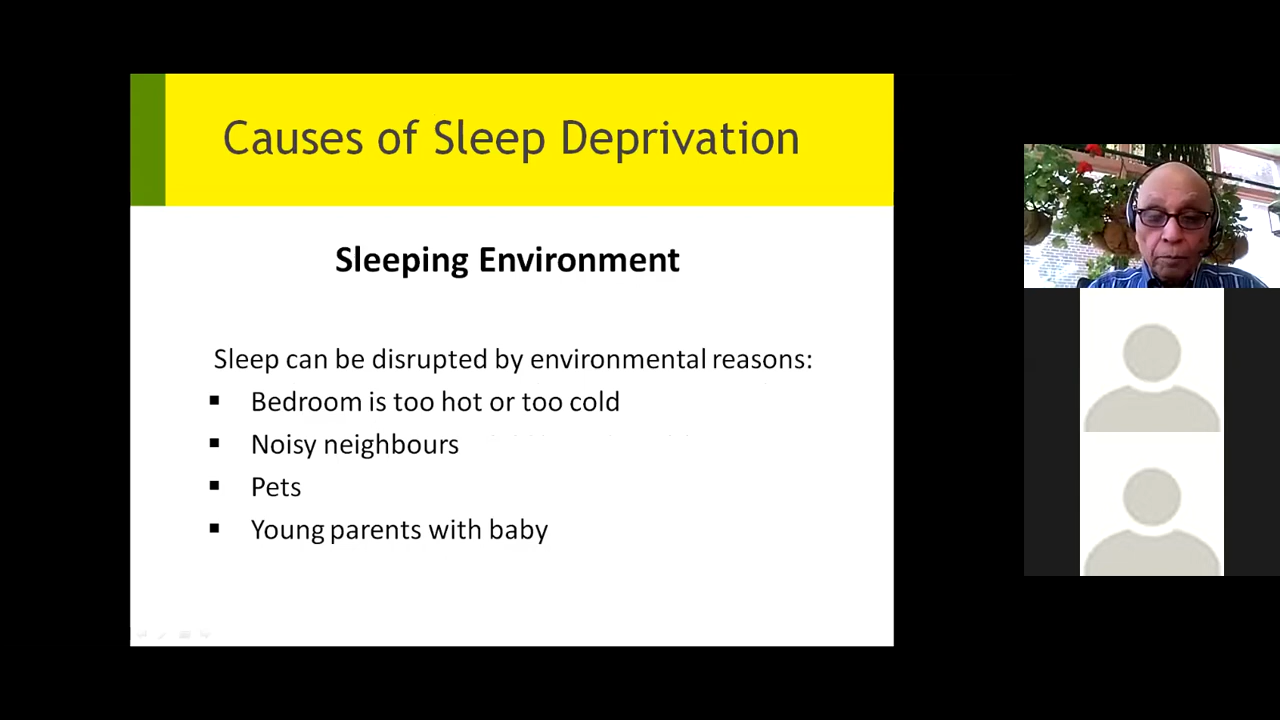 Causes of Sleep Deprivation
Sleeping Environment
Sleep can be disrupted by environmental reasons:
▪ Bedroom is too hot or too cold
▪ Noisy neighbours
▪ Pets
▪ Young parents with baby